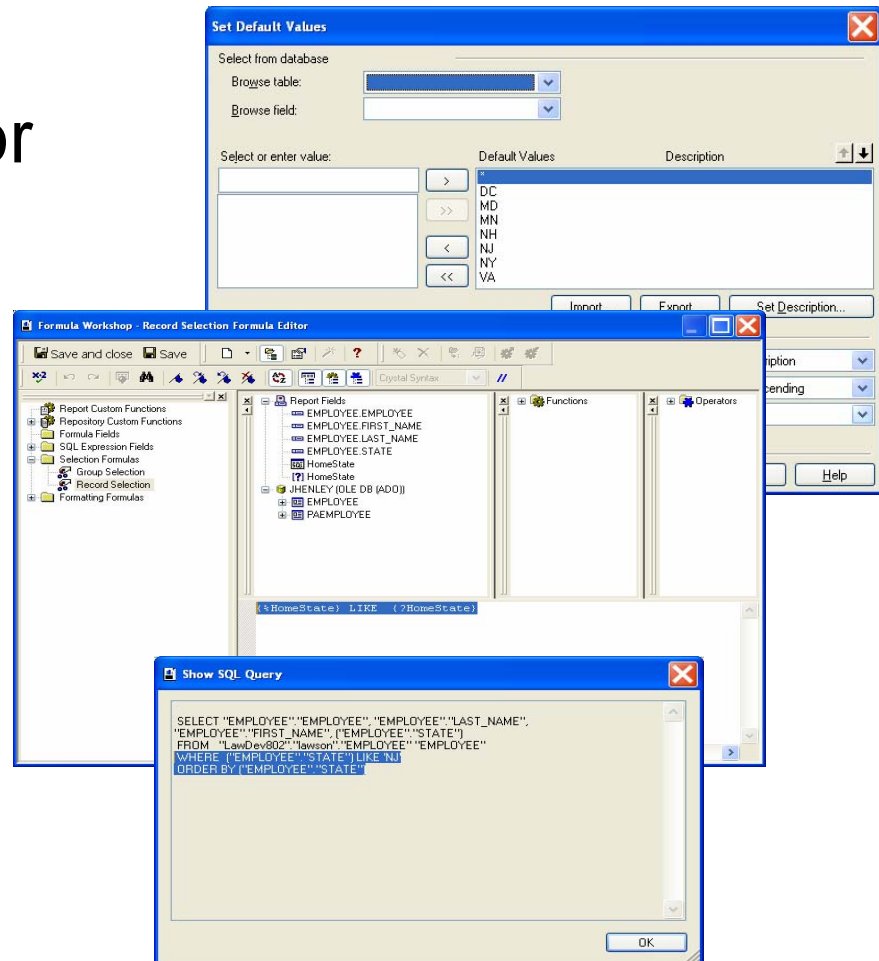 or
Set Default Values
Select from database
Browse table:
Browse field:
Select or enter value:
Default Values
Description
>
>>
<
<<
*
DC
MD
MN
NH
NJ
NY
VA
Import
Export
Set Description...
Formula Workshop - Record Selection Formula Editor
Save and close
Save
Crystal Syntax
//
Report Custom Functions
Repository Custom Functions
Formula Fields
SQL Expression Fields
Selection Formulas
Group Selection
Record Selection
Formatting Formulas
Report Fields
EMPLOYEE.EMPLOYEE
EMPLOYEE.FIRST_NAME
EMPLOYEE.LAST_NAME
EMPLOYEE.STATE
HomeState
[?] HomeState
JHENLEY (OLE DB (ADO))
EMPLOYEE
PAEMPLOYEE
Functions
Operators
ription
cending
Help
{%HomeState} LIKE {?HomeState}
Show SQL Query
SELECT "EMPLOYEE"."EMPLOYEE", "EMPLOYEE"."LAST_NAME",
"EMPLOYEE"."FIRST_NAME", ("EMPLOYEE"."STATE")
FROM "LawDev802"."lawson"."EMPLOYEE" "EMPLOYEE"
WHERE ("EMPLOYEE"."STATE") LIKE 'NJ'
ORDER BY ("EMPLOYEE"."STATE")
OK